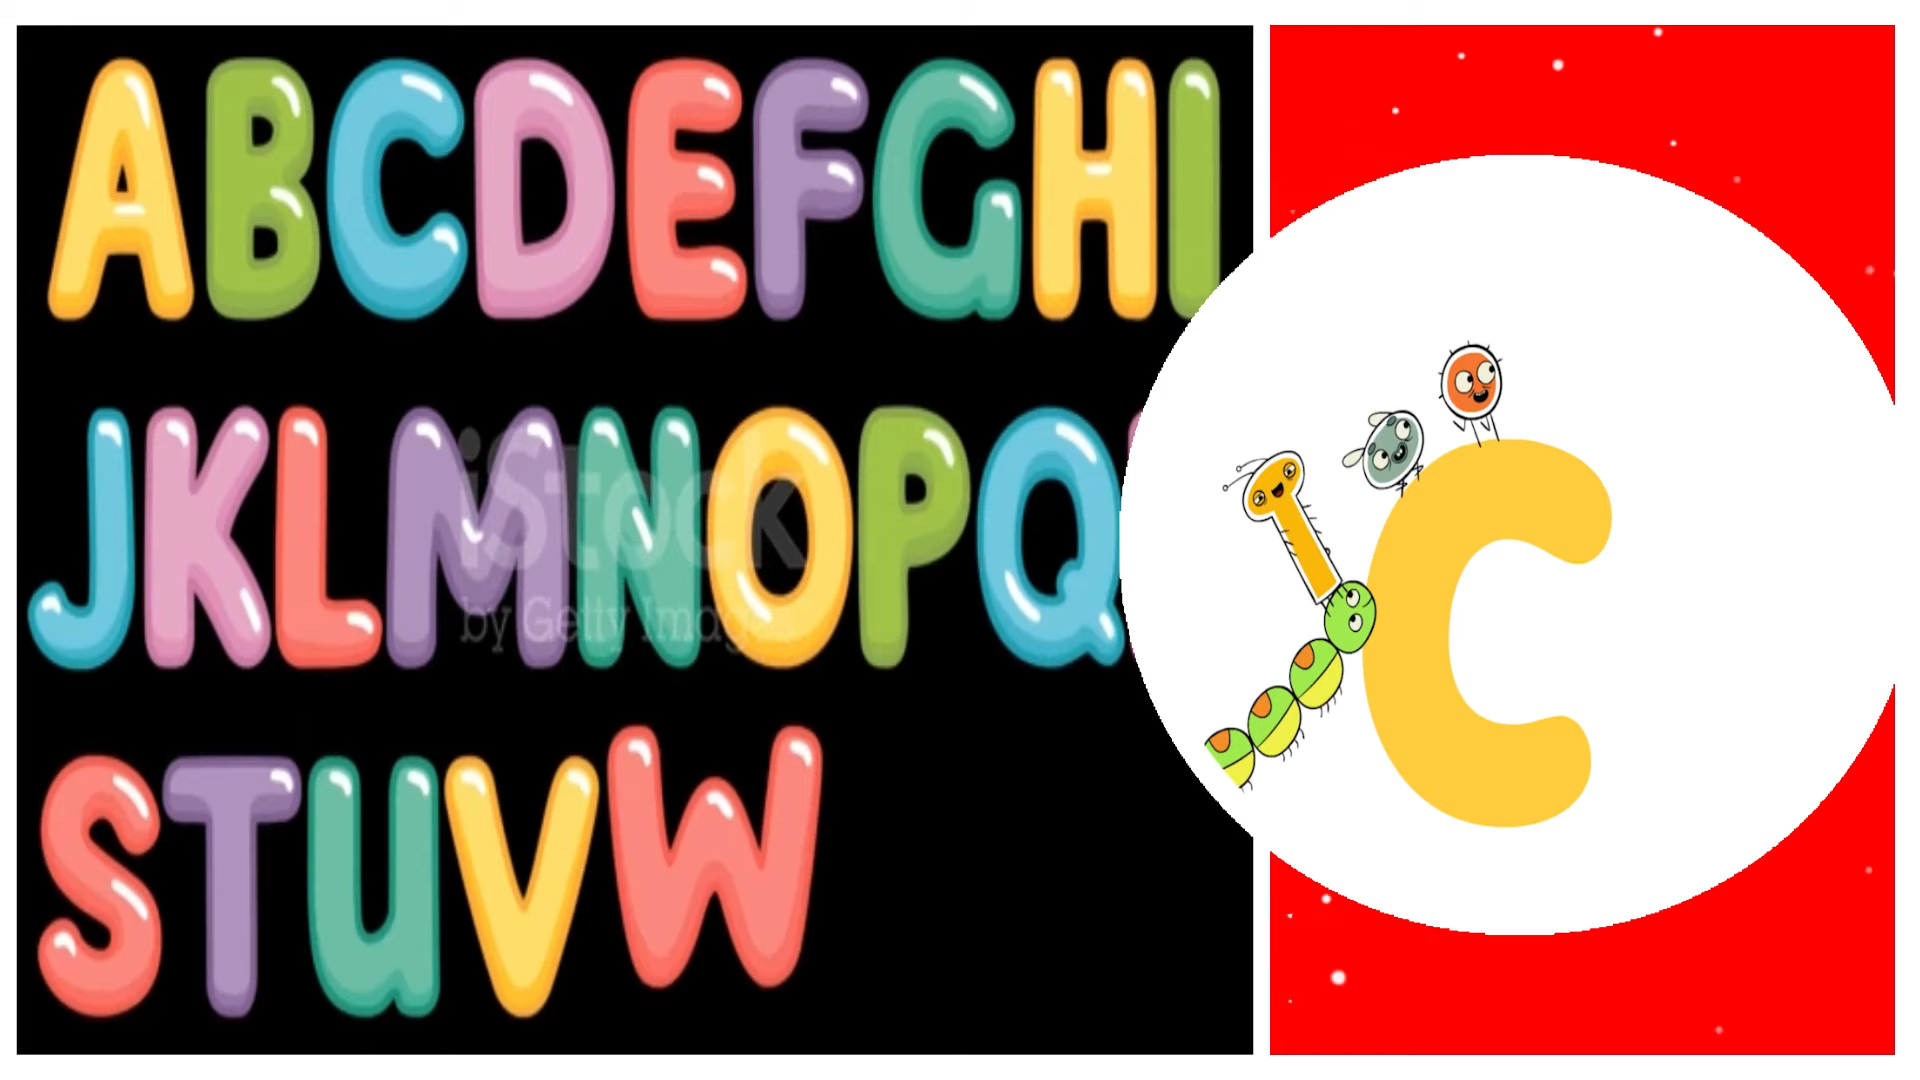 ABCDEFGHI
JKLMNOPQ
STUVW
iStock
by Getty Images
C